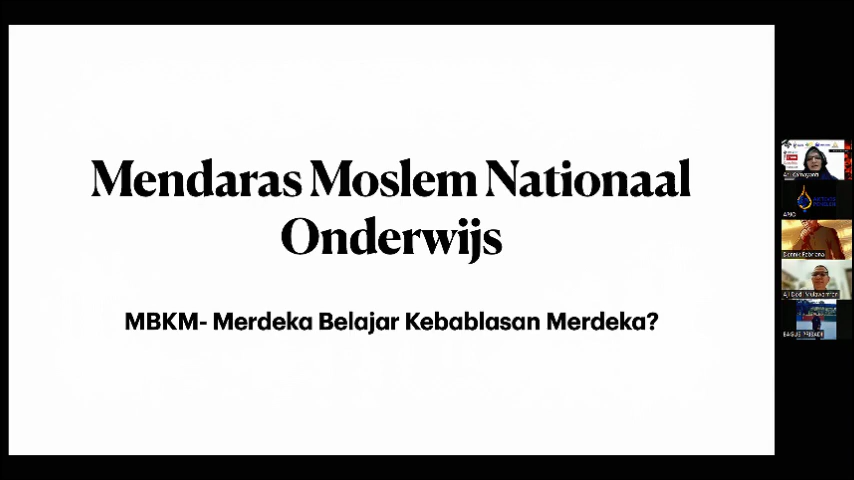 Mendaras Moslem Nationaal
Onderwijs
MBKM- Merdeka Belajar Kebablasan Merdeka?